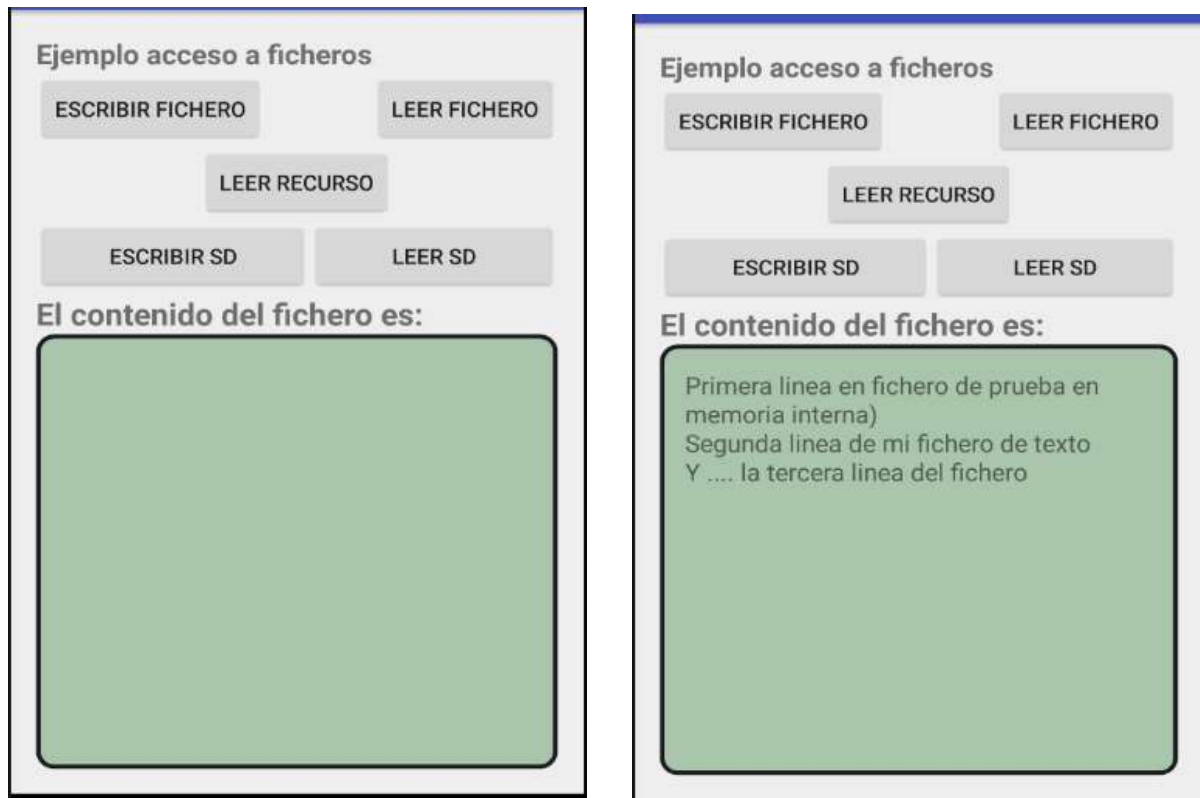 Ejemplo acceso a ficheros
ESCRIBIR FICHERO LEER FICHERO
LEER RECURSO
ESCRIBIR SD LEER SD
El contenido del fichero es:
Ejemplo acceso a ficheros
ESCRIBIR FICHERO LEER FICHERO
LEER RECURSO
ESCRIBIR SD LEER SD
El contenido del fichero es:
Primera linea en fichero de prueba en
memoria interna)
Segunda linea de mi fichero de texto
Y .... la tercera linea del fichero